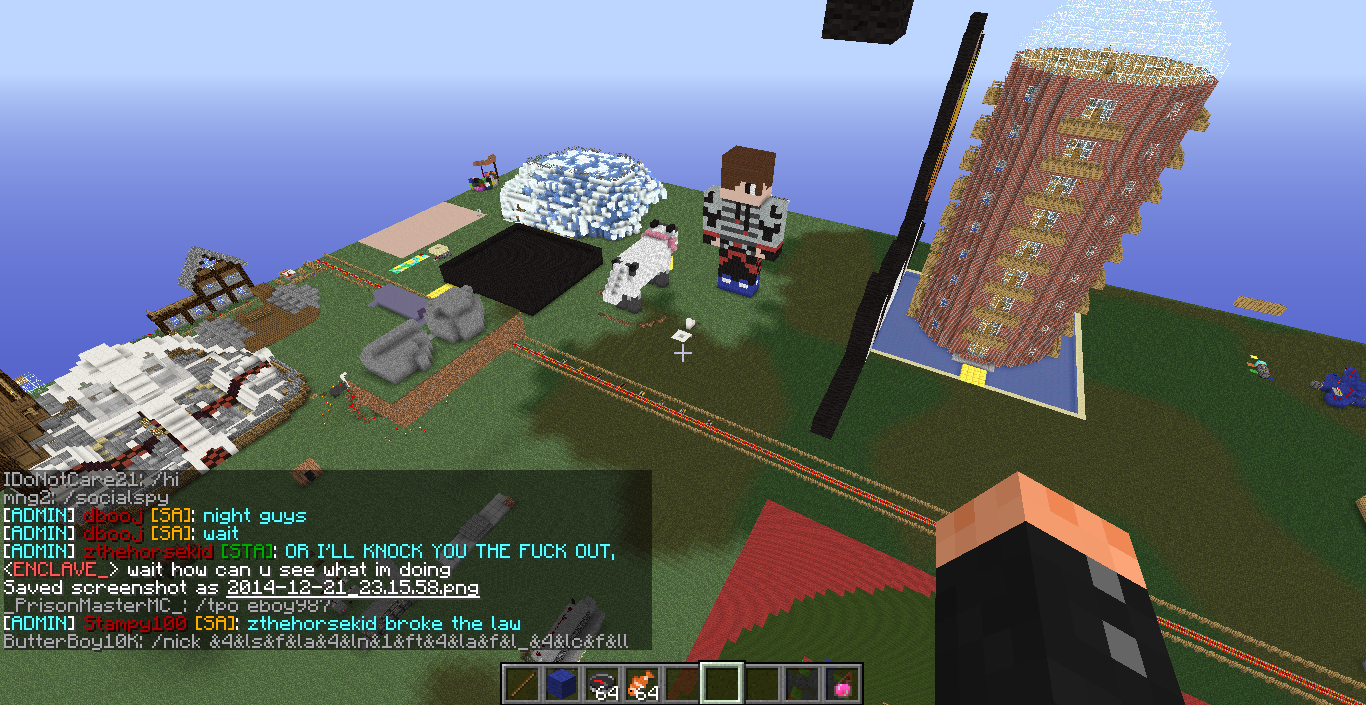 IDoNotCare21: /hi
mng2: /socialspy
[ADMIN] dbooj [SA]: night guys
[ADMIN] dbooj [SA]: wait
[ADMIN] zthehorsekid [STA]: OR I'LL KNOCK YOU THE FUCK OUT,
<ENCLAVE_> wait how can u see what im doing
Saved screenshot as 2014-12-21_23.15.58.png
_PrisonMasterMC_: /tpo eboy987
[ADMIN] Stampy100 [SA]: zthehorsekid broke the law
ButterBoy10K: /nick &4&ls&f&la&4&ln&1&ft&4&la&f&l_&4&lc&f&ll
64 64